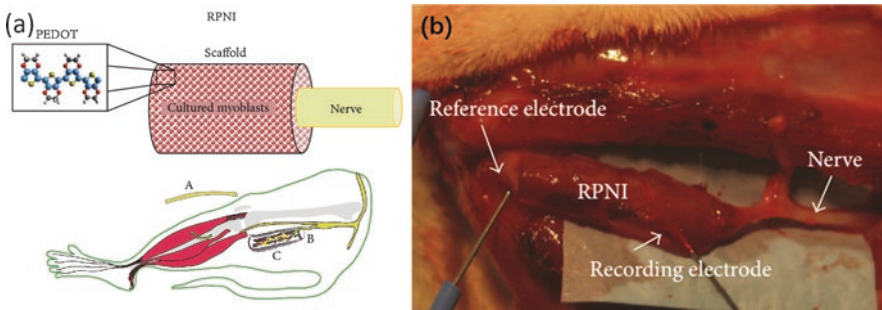 (a)
RPNI
PEDOT
Scaffold
Cultured myoblasts
Nerve
A
B
C
(b)
Reference electrode
Nerve
RPNI
Recording electrode